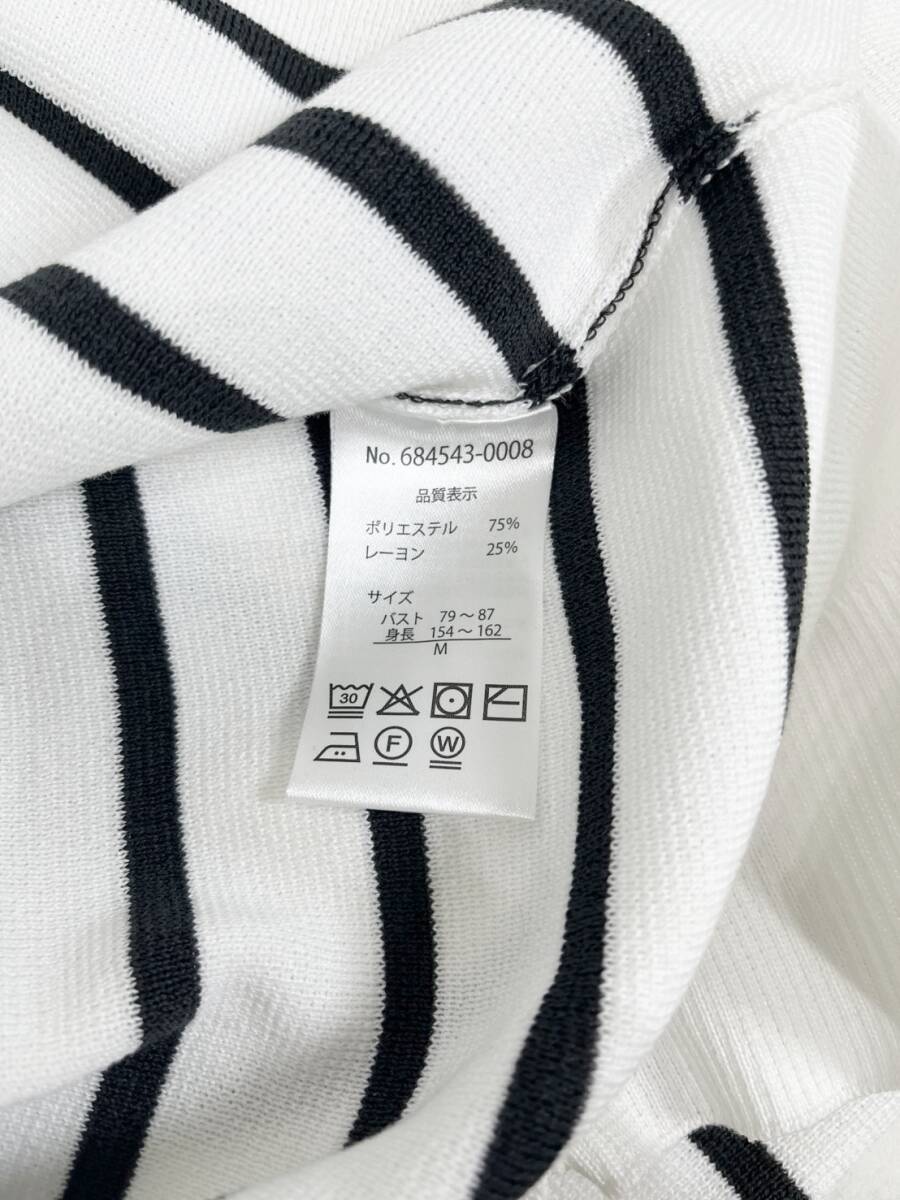 No. 684543-0008
品質表示
ポリエステル 75%
レーヨン 25%
サイズ
バスト 79～87
身長 154～162
M
30
F
W